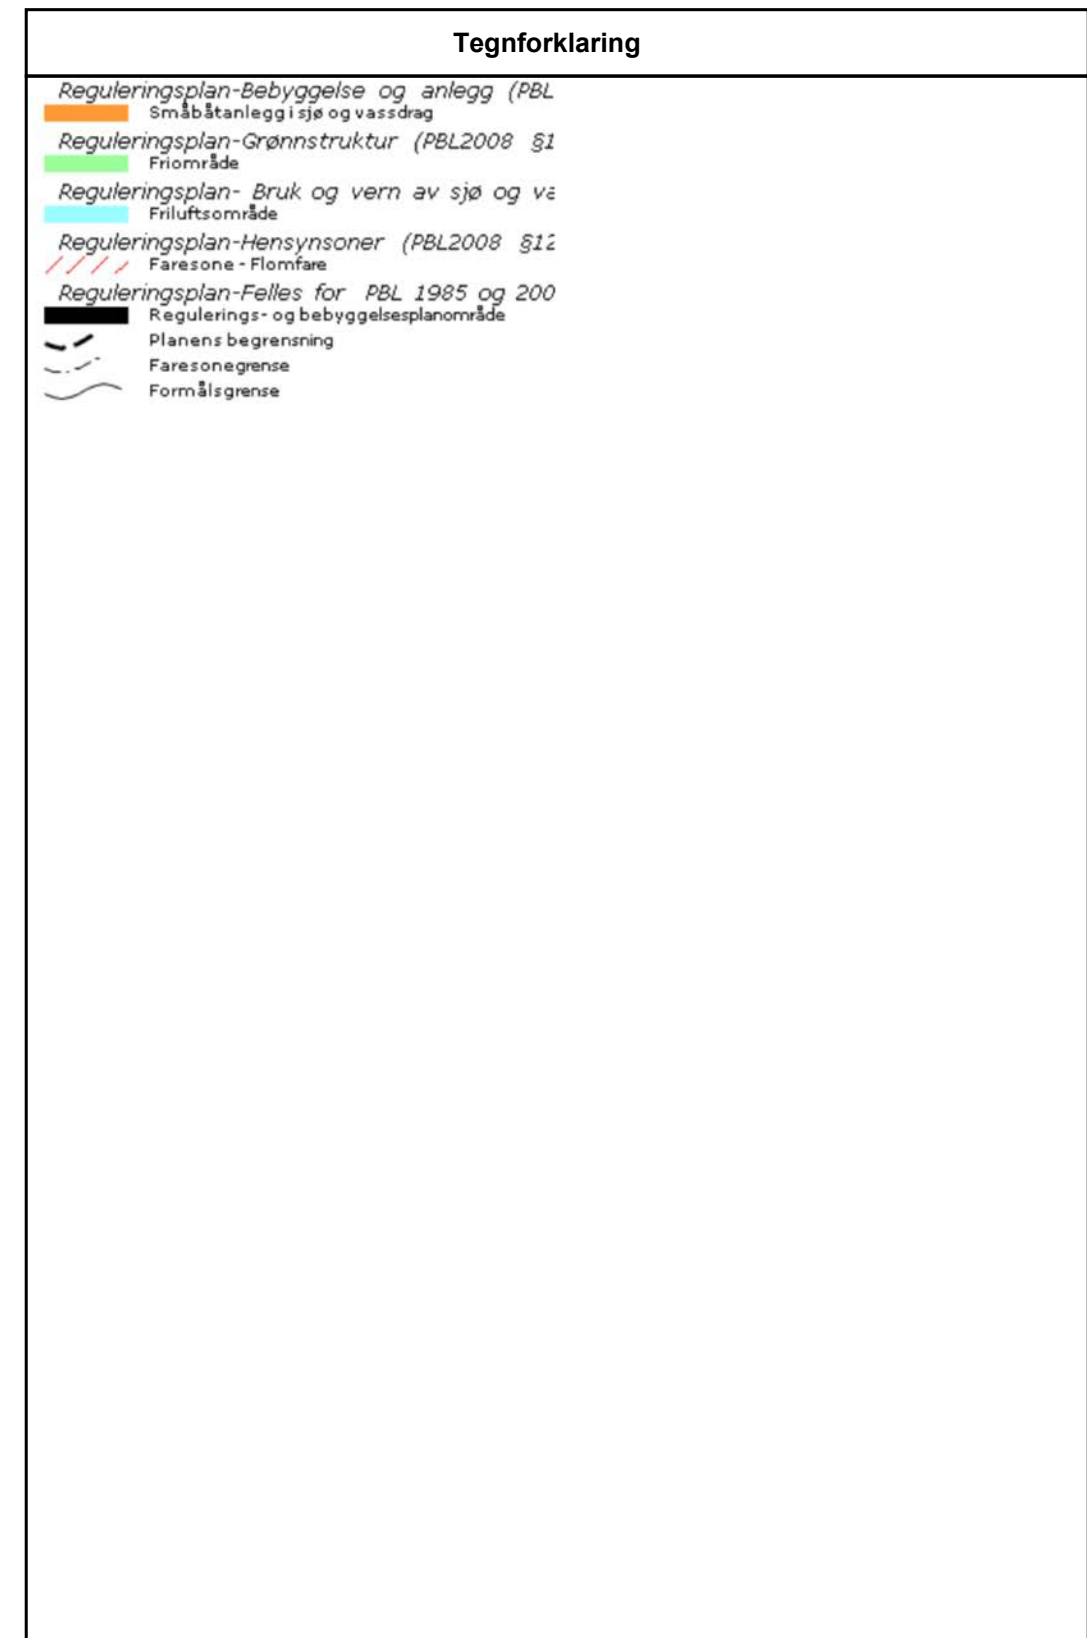 Tegnforklaring
Reguleringsplan-Bebyggelse og anlegg (PBL
Småbåtanlegg i sjø og vassdrag
Reguleringsplan-Grønnstruktur (PBL2008 §1
Friområde
Reguleringsplan- Bruk og vern av sjø og va
Friluftsområde
Reguleringsplan-Hensynsoner (PBL2008 §12
Faresone - Flomfare
Reguleringsplan-Felles for PBL 1985 og 200
Regulerings- og bebyggelsesplanområde
Planens begrensning
Faresonegrense
Formålsgrense